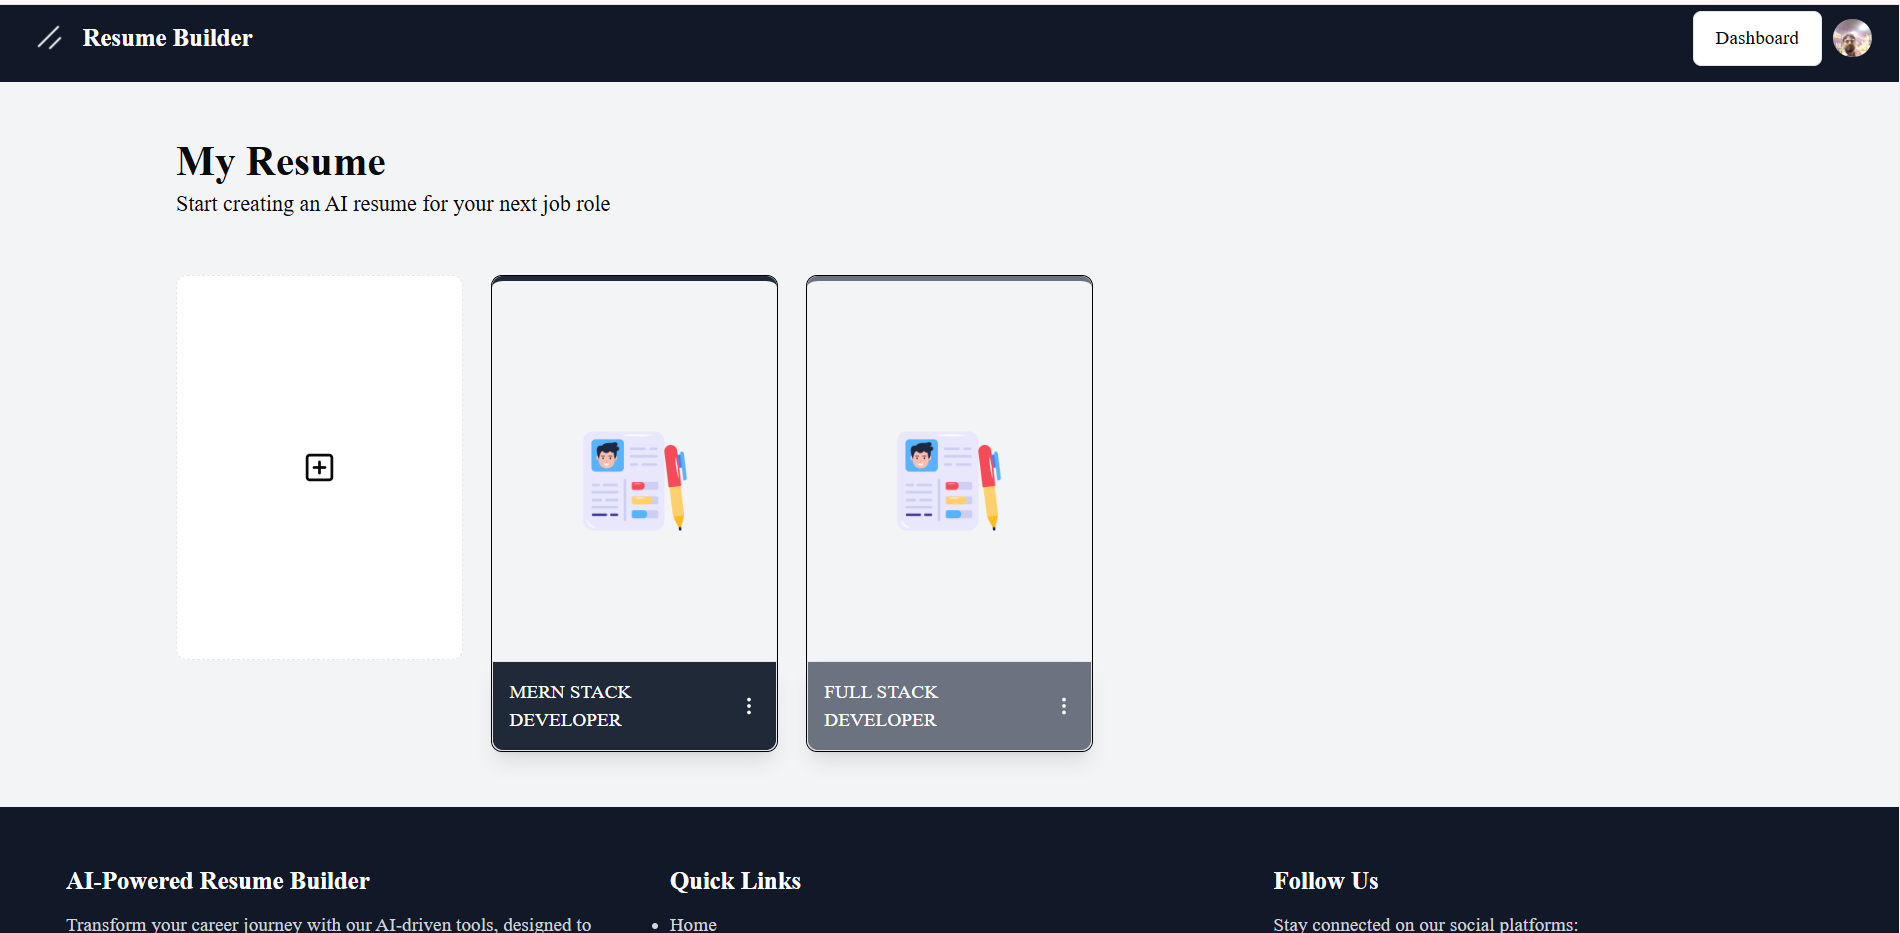 Resume Builder
Dashboard
My Resume
Start creating an AI resume for your next job role
MERN STACK
DEVELOPER
FULL STACK
DEVELOPER
AI-Powered Resume Builder
Transform your career journey with our AI-driven tools, designed to
Quick Links
Home
Follow Us
Stay connected on our social platforms: